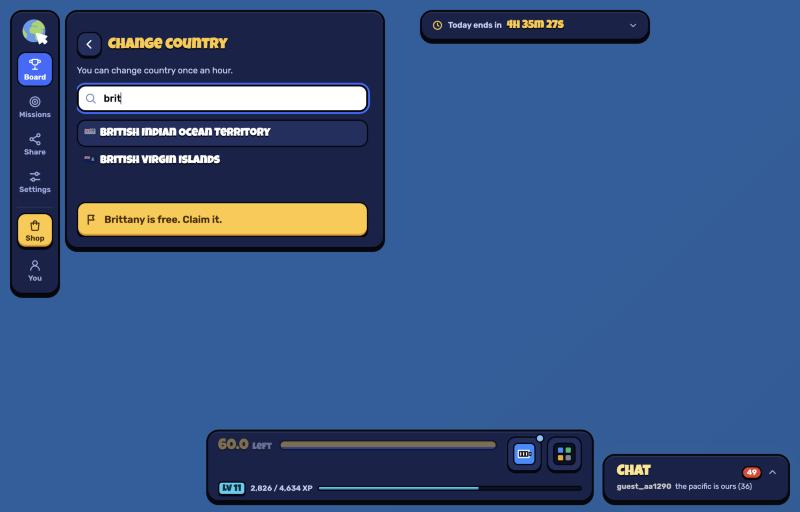 Board
Missions
Share
Settings
Shop
You
Change Country
You can change country once an hour.
brit
British Indian Ocean Territory
British Virgin Islands
Brittany is free. Claim it.
Today ends in 4h 35m 27s
60.0 Left
LV 11 2,826 / 4,634 XP
Chat 49
guest_aa1290 the pacific is ours (36)